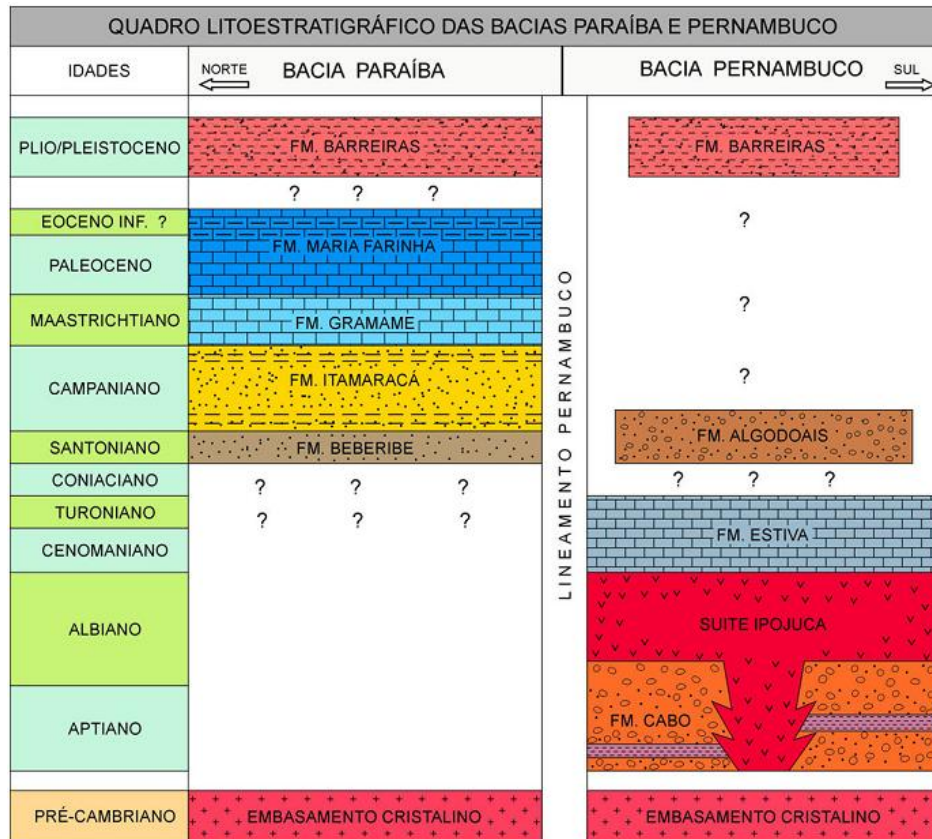 QUADRO LITOESTRATIGRÁFICO DAS BACIAS PARAÍBA E PERNAMBUCO
IDADES
NORTE
BACIA PARAÍBA
BACIA PERNAMBUCO
SUL
PLIO/PLEISTOCENO
FM. BARREIRAS
FM. BARREIRAS
? ? ?
EOCENO INF. ?
?
FM. MARIA FARINHA
PALEOCENO
LINEAMENTO PERNAMBUCO
?
MAASTRICHTIANO
FM. GRAMAME
?
CAMPANIANO
FM. ITAMARACÁ
FM. ALGODOAIS
SANTONIANO
FM. BEBERIBE
CONIACIANO
? ? ?
? ? ?
TURONIANO
? ? ?
FM. ESTIVA
CENOMANIANO
ALBIANO
SUITE IPOJUCA
APTIANO
FM. CABO
PRÉ-CAMBRIANO
EMBASAMENTO CRISTALINO
EMBASAMENTO CRISTALINO